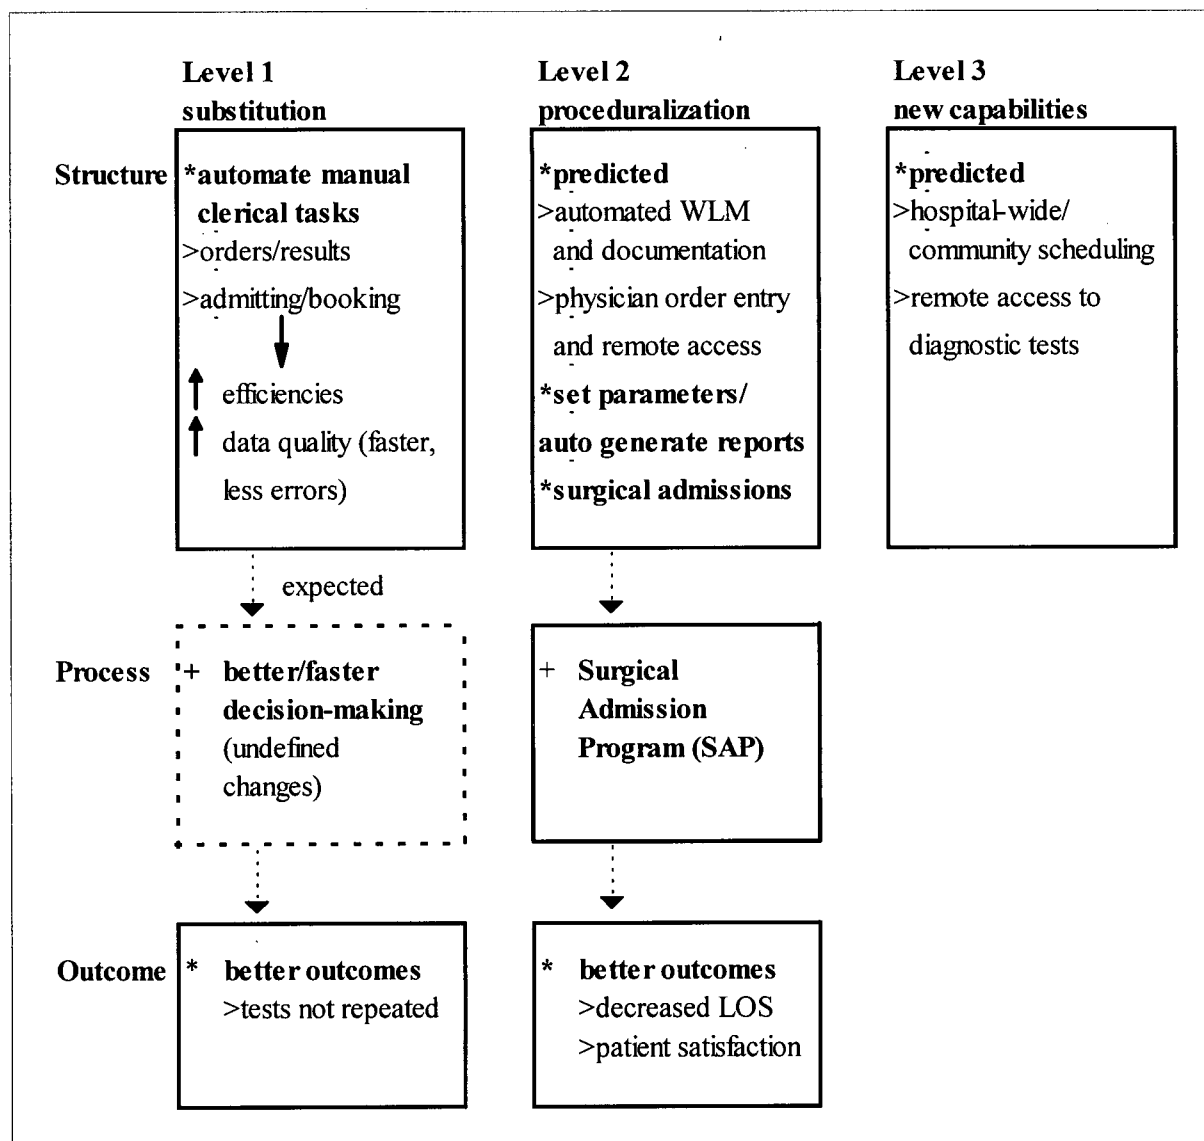 Level 1
substitution
Level 2
proceduralization
Level 3
new capabilities
Structure
*automate manual
clerical tasks
>orders/results
>admitting/booking
efficiencies
data quality (faster,
less errors)
*predicted
>automated WLM
and documentation
>physician order entry
and remote access
*set parameters/
auto generate reports
*surgical admissions
*predicted
>hospital-wide/
community scheduling
>remote access to
diagnostic tests
expected
Process
+ better/faster
decision-making
(undefined
changes)
+ Surgical
Admission
Program (SAP)
Outcome
* better outcomes
>tests not repeated
* better outcomes
>decreased LOS
>patient satisfaction